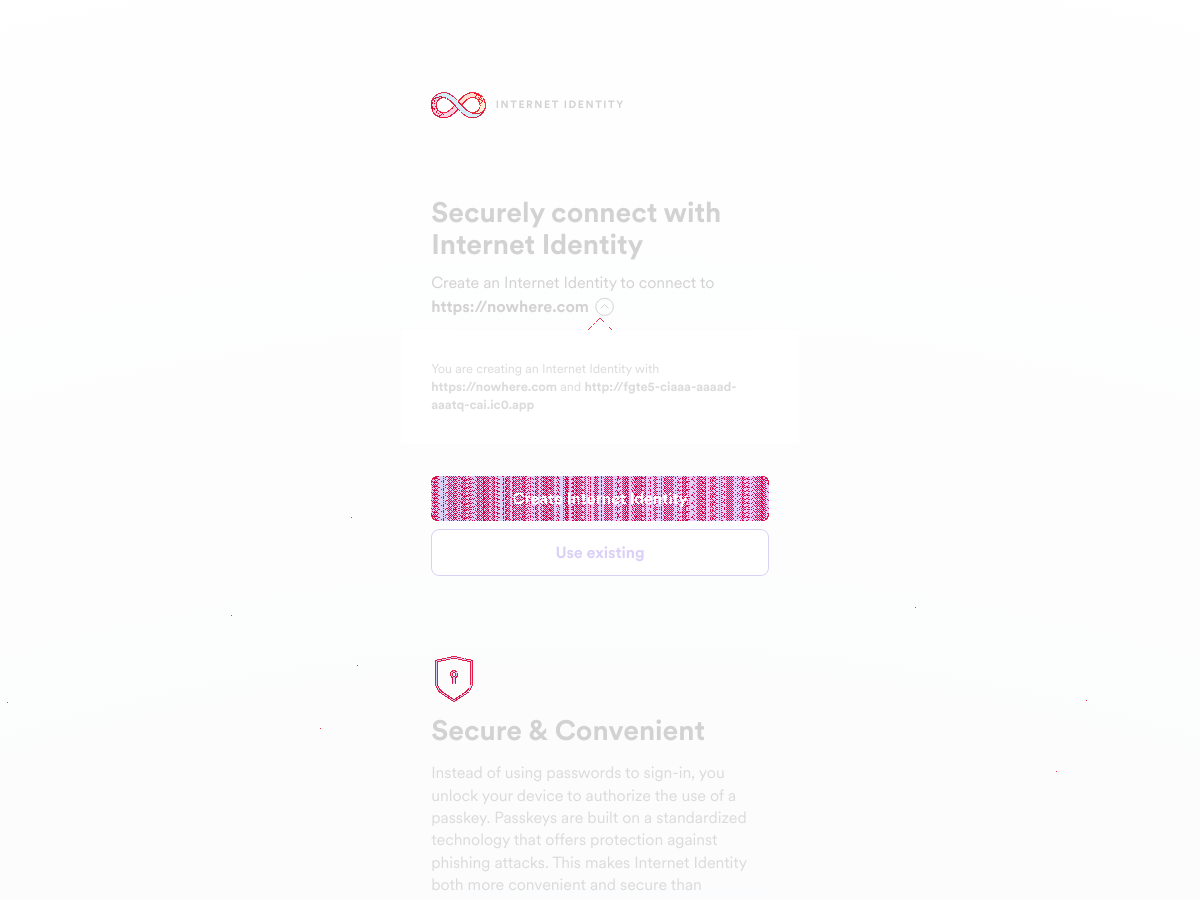 INTERNET IDENTITY
Securely connect with
Internet Identity
Create an Internet Identity to connect to
https://nowhere.com
You are creating an Internet Identity with
https://nowhere.com and http://fgte5-ciaaa-aaaad-
aaatq-cai.ic0.app
Create Internet Identity
Use existing
Secure & Convenient
Instead of using passwords to sign-in, you
unlock your device to authorize the use of a
passkey. Passkeys are built on a standardized
technology that offers protection against
phishing attacks. This makes Internet Identity
both more convenient and secure than